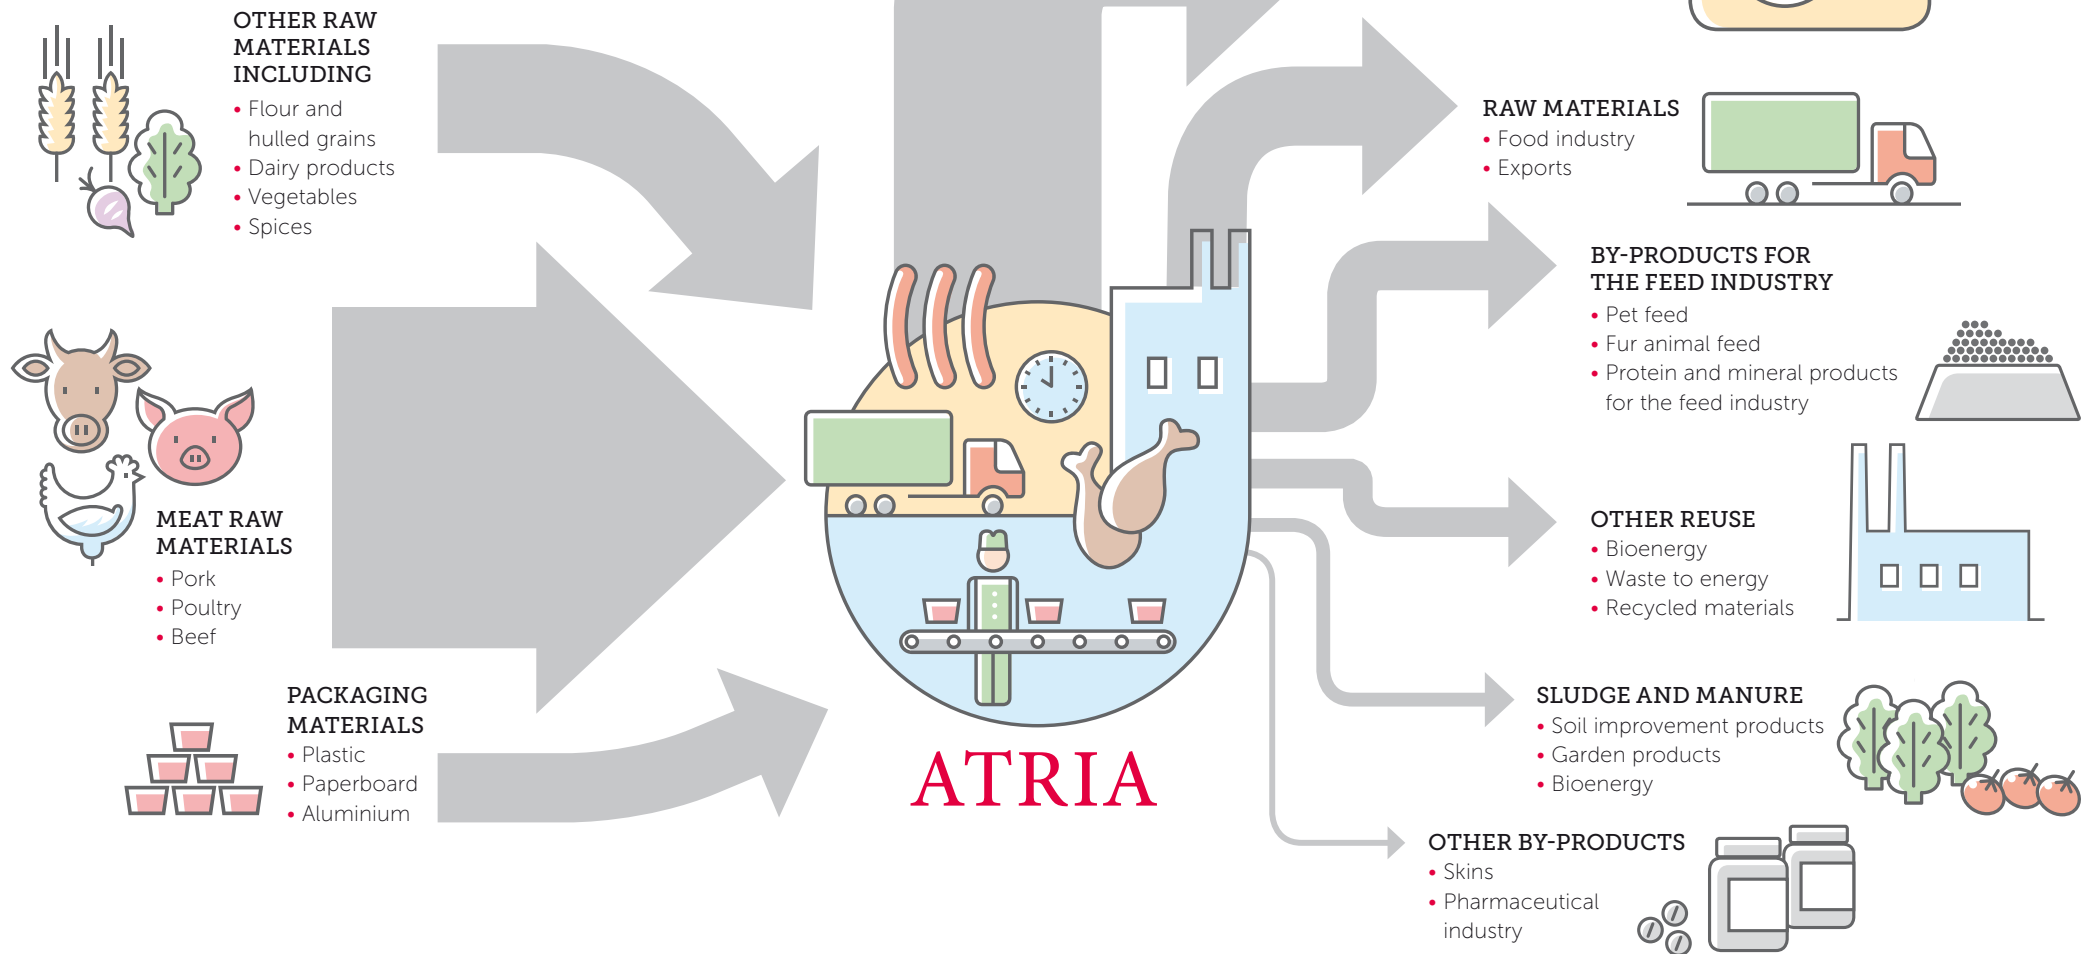 OTHER RAW
MATERIALS
INCLUDING
• Flour and
hulled grains
• Dairy products
• Vegetables
• Spices
MEAT RAW
MATERIALS
• Pork
• Poultry
• Beef
PACKAGING
MATERIALS
• Plastic
• Paperboard
• Aluminium
ATRIA
RAW MATERIALS
• Food industry
• Exports
BY-PRODUCTS FOR
THE FEED INDUSTRY
• Pet feed
• Fur animal feed
• Protein and mineral products
for the feed industry
OTHER REUSE
• Bioenergy
• Waste to energy
• Recycled materials
SLUDGE AND MANURE
• Soil improvement products
• Garden products
• Bioenergy
OTHER BY-PRODUCTS
• Skins
• Pharmaceutical
industry